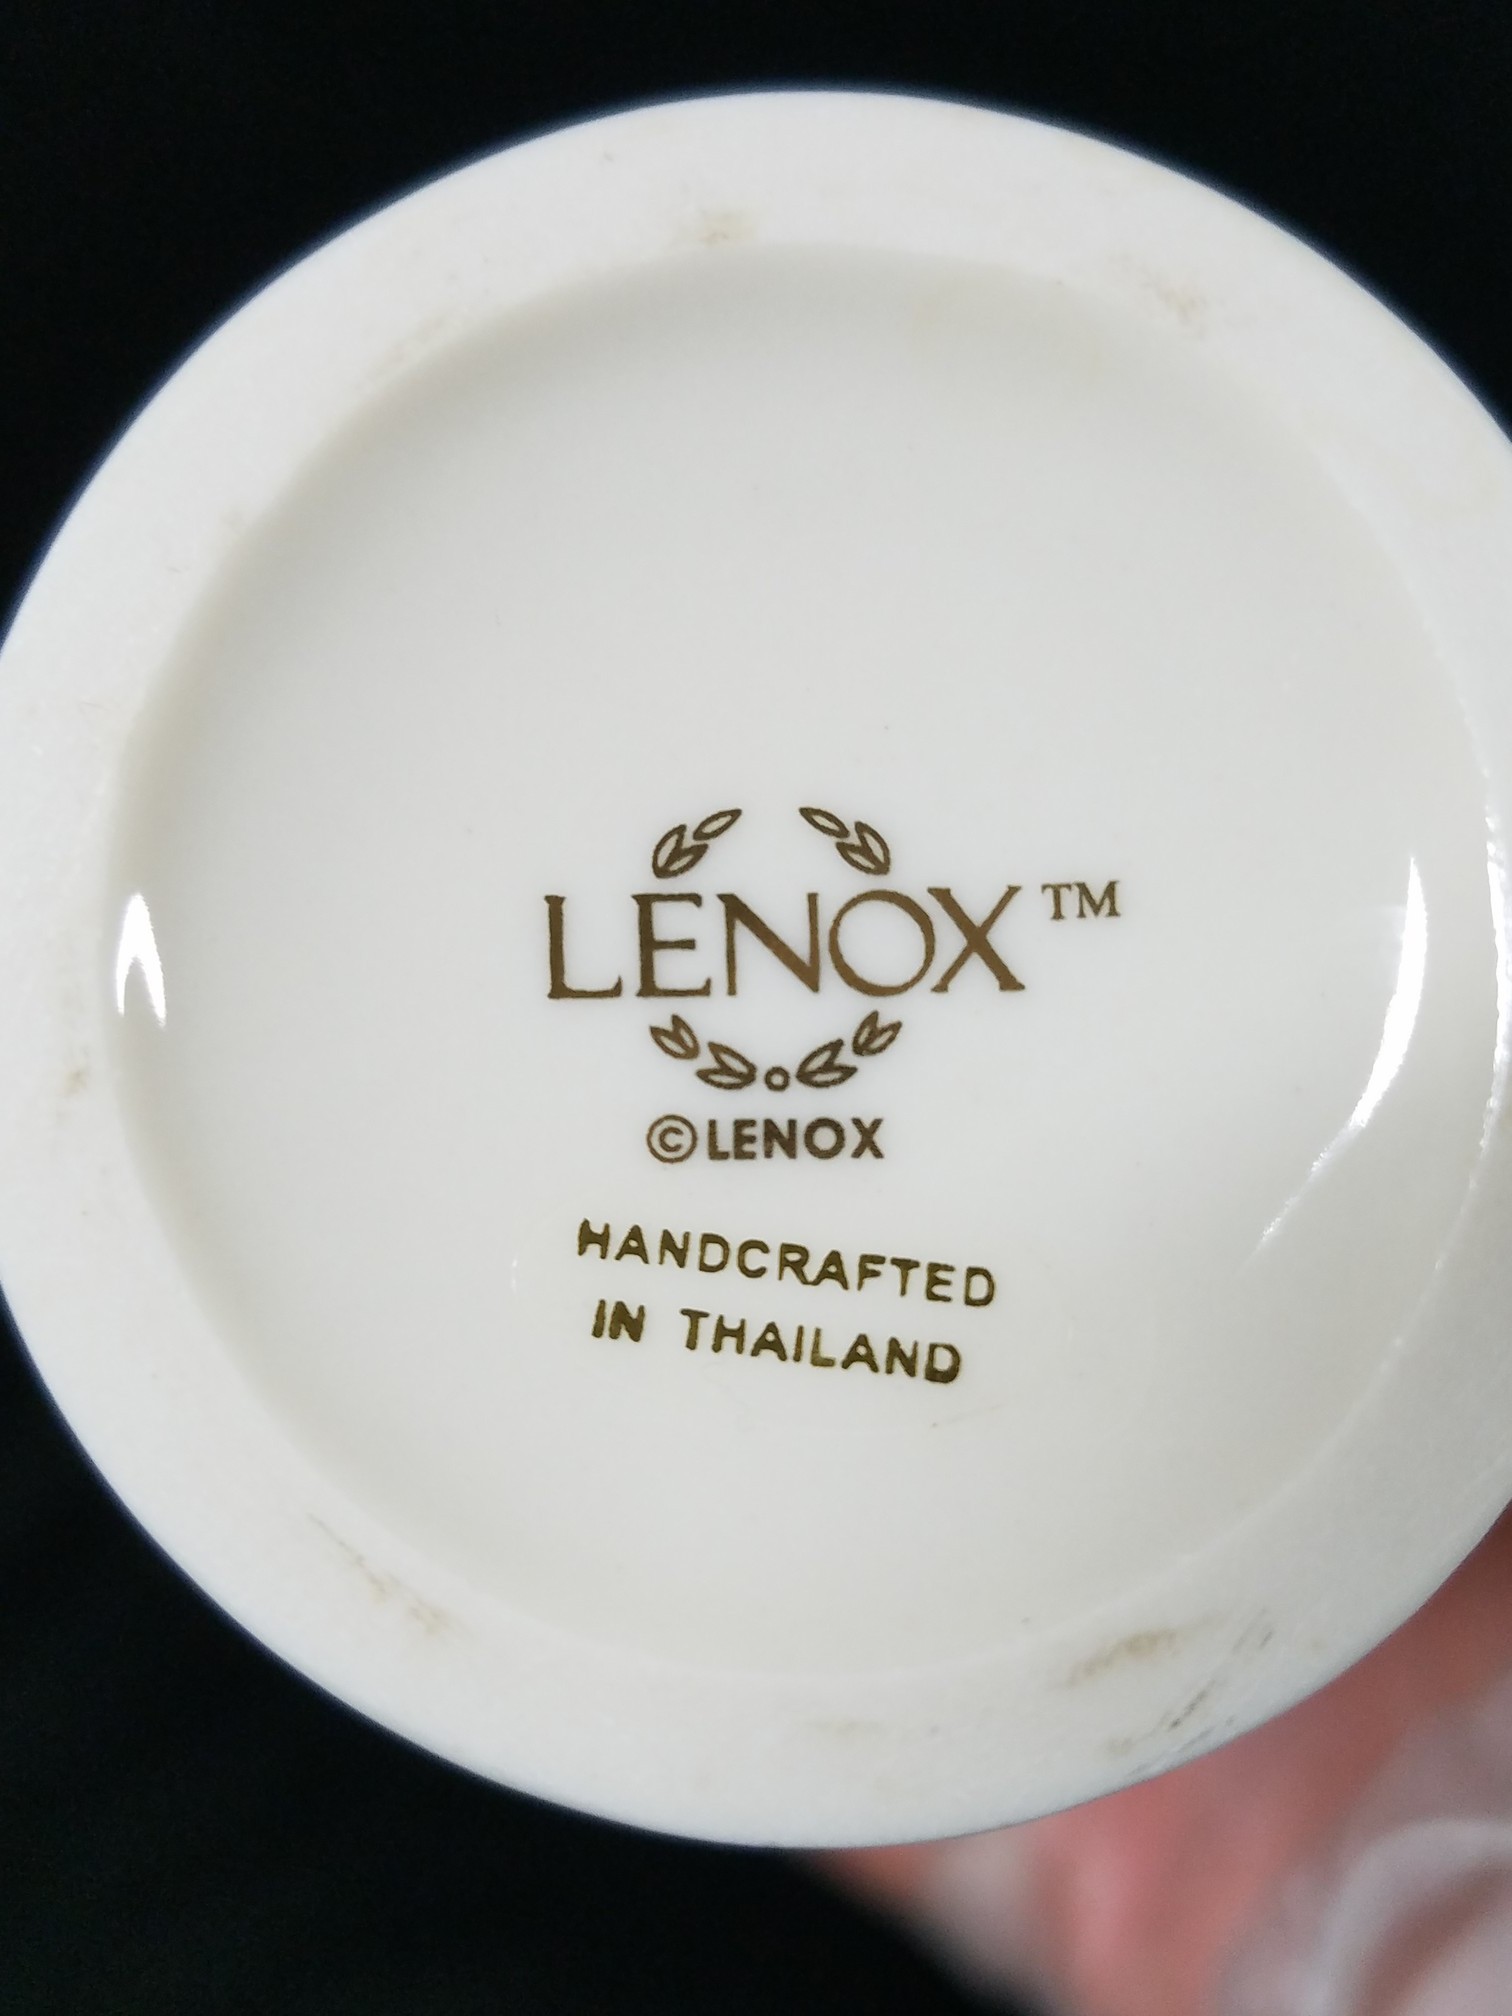 LENOX™
©LENOX
HANDCRAFTED
IN THAILAND